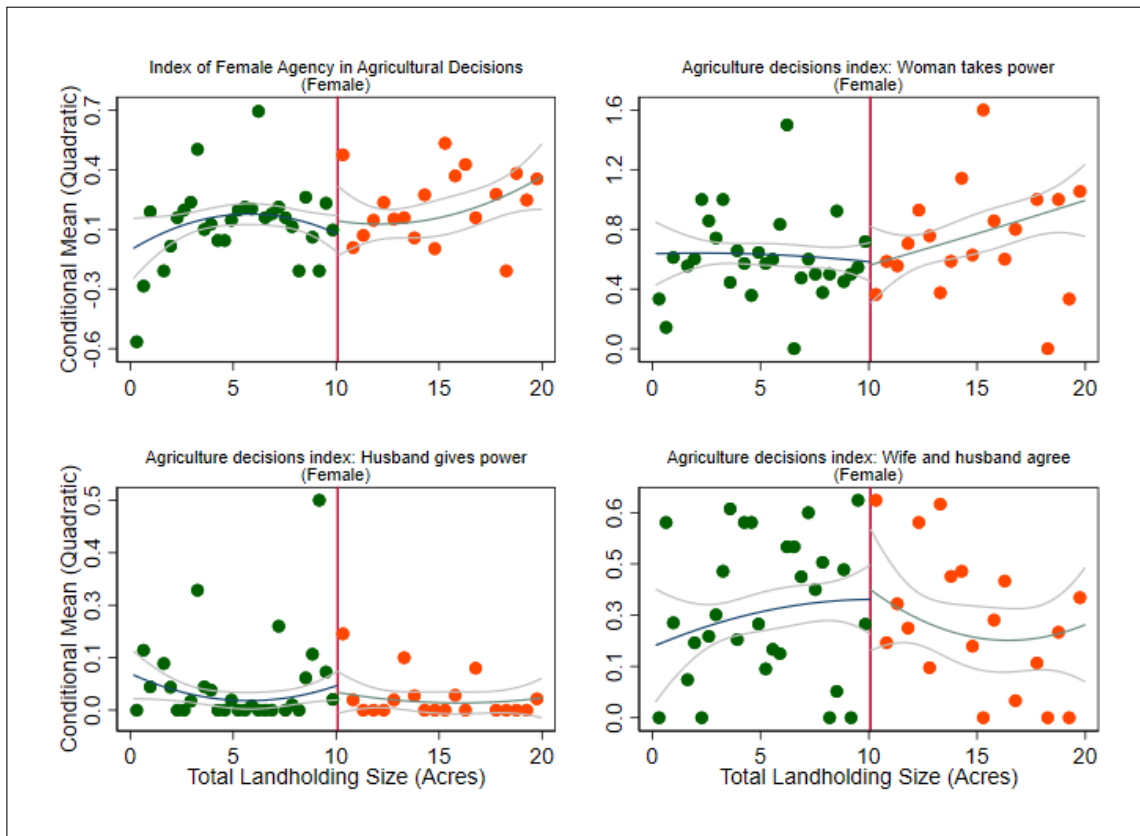 Index of Female Agency in Agricultural Decisions
(Female)
Conditional Mean (Quadratic)
0.7
0.4
0.1
-0.3
-0.6
0 5 10 15 20
Agriculture decisions index: Woman takes power
(Female)
1.6
1.2
0.8
0.4
0.0
0 5 10 15 20
Agriculture decisions index: Husband gives power
(Female)
Conditional Mean (Quadratic)
0.5
0.3
0.1
0.0
0 5 10 15 20
Total Landholding Size (Acres)
Agriculture decisions index: Wife and husband agree
(Female)
0.6
0.5
0.3
0.1
0.0
0 5 10 15 20
Total Landholding Size (Acres)